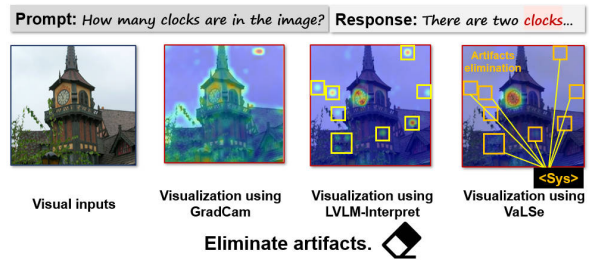 Prompt: How many clocks are in the image?
Response: There are two clocks...
Artifacts
elimination
<Sys>
Visual inputs
Visualization using
GradCam
Visualization using
LVLM-Interpret
Visualization using
VaLSe
Eliminate artifacts.